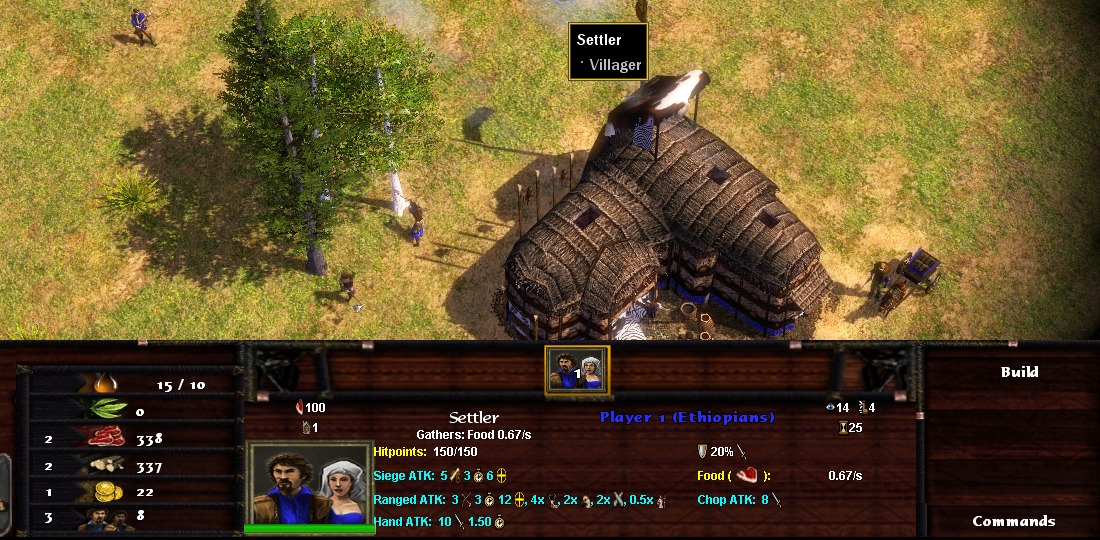 Settler
· Villager
15 / 10
0
2 338
2 337
1 22
3 8
1
100
1
Settler
Gathers: Food 0.67/s
Player 1 (Ethiopians)
14 4
25
Hitpoints: 150/150
20%
Siege ATK: 5 3 6
Food ( ): 0.67/s
Ranged ATK: 3 3 12 , 4x , 2x , 2x , 0.5x
Chop ATK: 8
Hand ATK: 10 1.50
Build
Commands